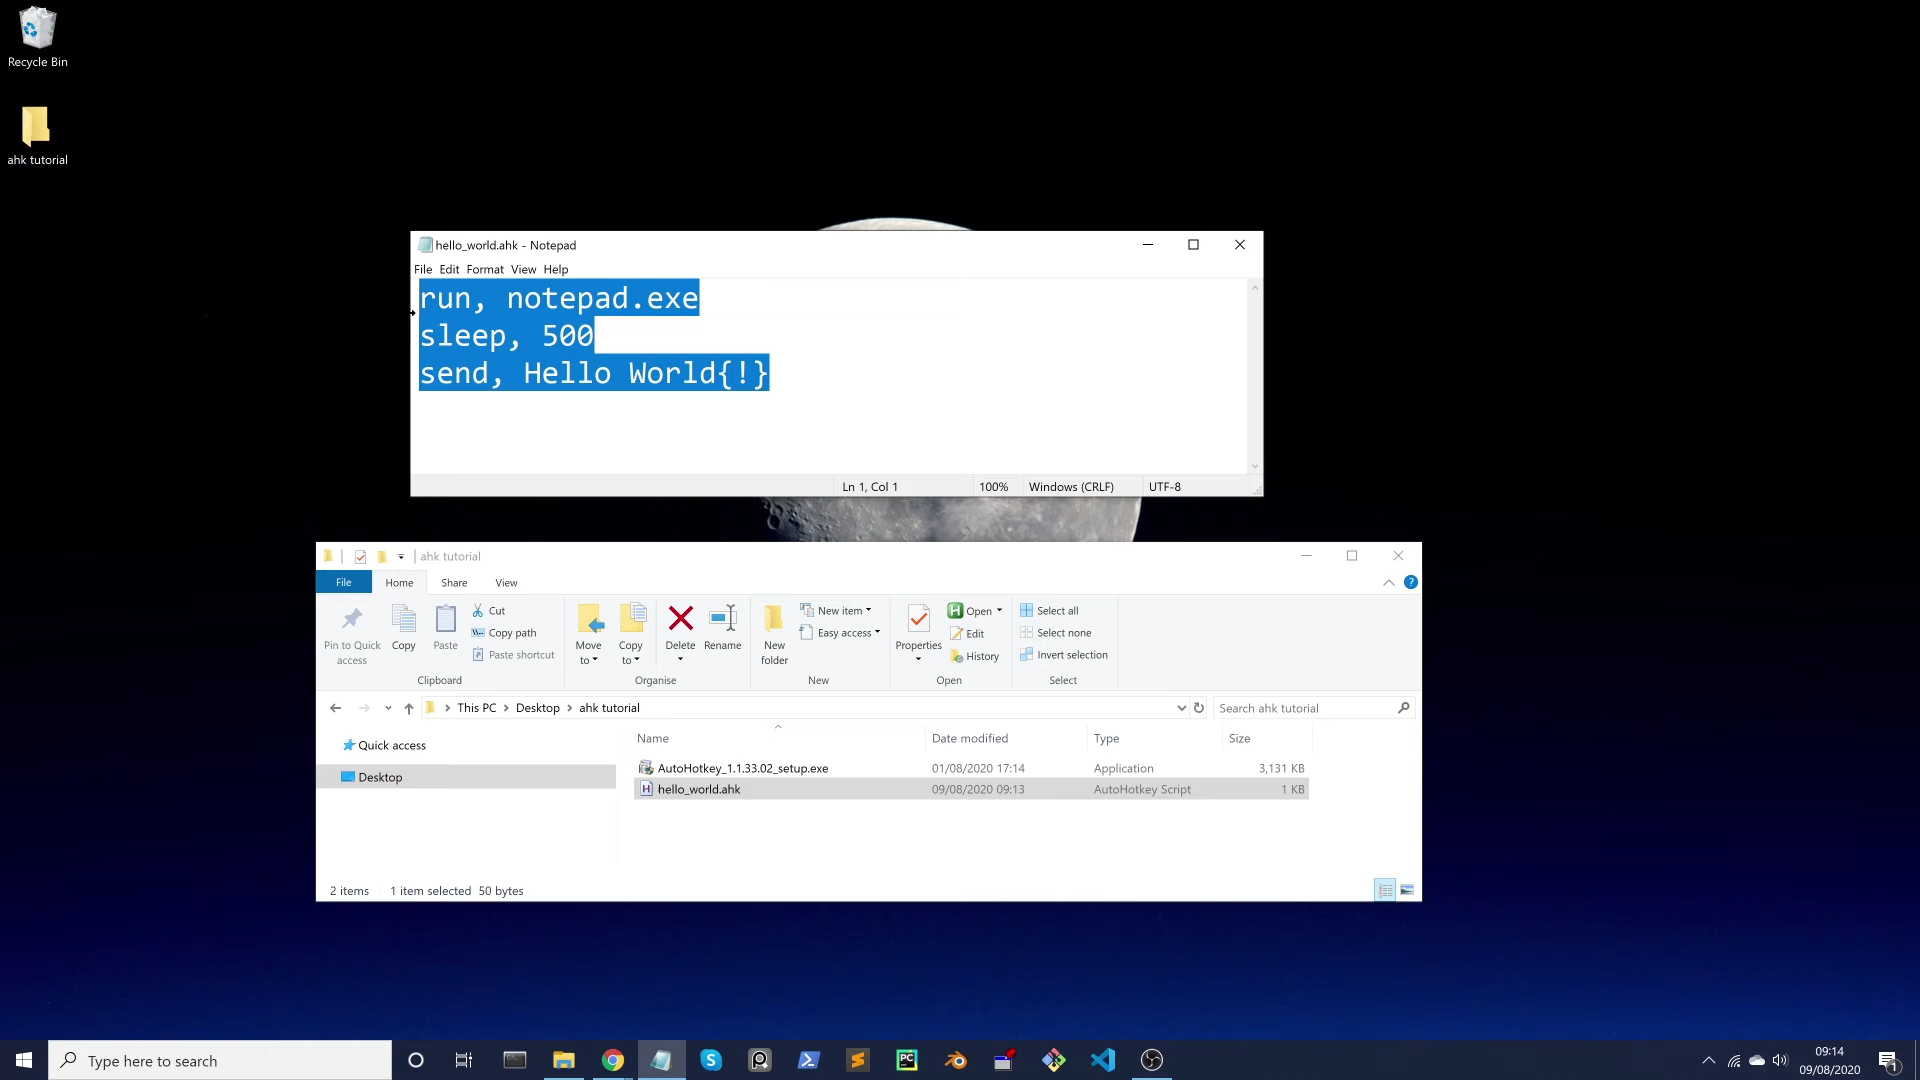 Recycle Bin
ahk tutorial
hello_world.ahk - Notepad
File Edit Format View Help
run, notepad.exe
sleep, 500
send, Hello World{!}
Ln 1, Col 1 100% Windows (CRLF) UTF-8
ahk tutorial
File Home Share View
Pin to Quick access
Copy
Paste
Cut
Copy path
Paste shortcut
Clipboard
Move to
Copy to
Delete
Rename
Organise
New folder
New item
Easy access
New
Properties
Open
Edit
History
Open
Select all
Select none
Invert selection
Select
This PC > Desktop > ahk tutorial
Search ahk tutorial
Quick access
Desktop
Name Date modified Type Size
AutoHotkey_1.1.33.02_setup.exe 01/08/2020 17:14 Application 3,131 KB
hello_world.ahk 09/08/2020 09:13 AutoHotkey Script 1 KB
2 items 1 item selected 50 bytes
Type here to search
09:14
09/08/2020
1